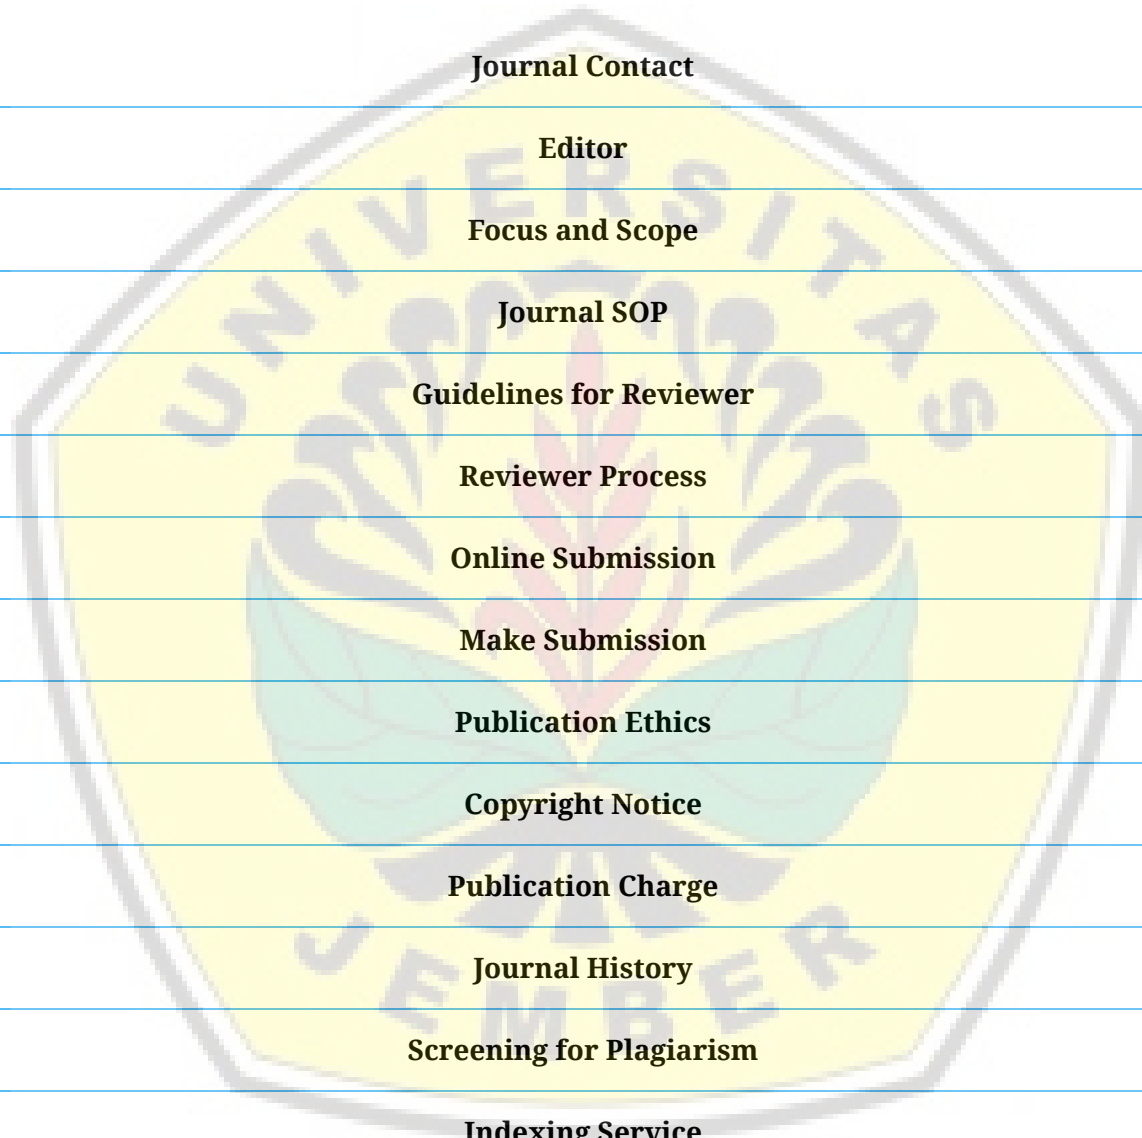 Journal Contact
Editor
Focus and Scope
Journal SOP
Guidelines for Reviewer
Reviewer Process
Online Submission
Make Submission
Publication Ethics
Copyright Notice
Publication Charge
Journal History
Screening for Plagiarism
Indexing Service
UNIVERSITAS
JEMBER